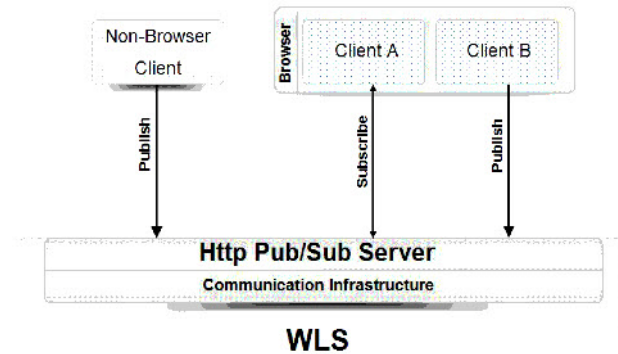 Non-Browser
Client
Browser
Client A
Client B
Publish
Subscribe
Publish
Http Pub/Sub Server
Communication Infrastructure
WLS